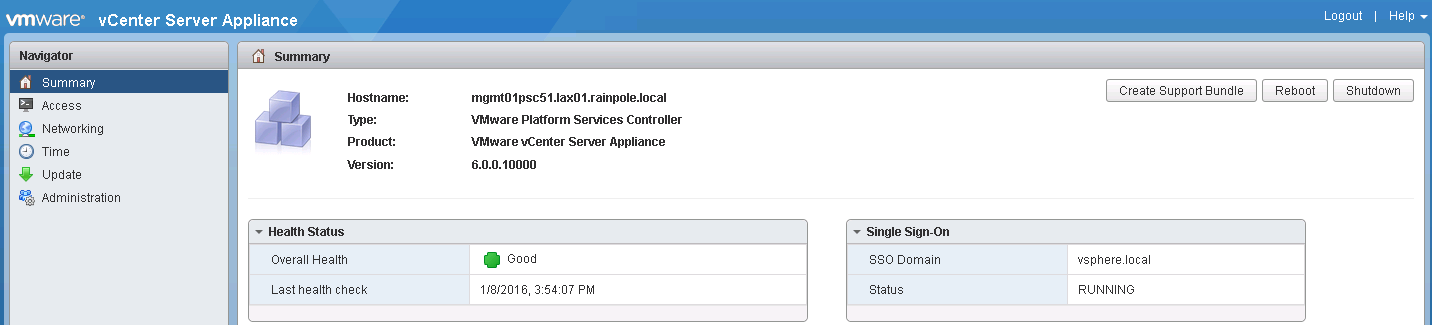 vmware® vCenter Server Appliance
Logout | Help
Navigator
Summary
Access
Networking
Time
Update
Administration
Summary
Hostname: mgmt01psc51.lax01.rainpole.local
Type: VMware Platform Services Controller
Product: VMware vCenter Server Appliance
Version: 6.0.0.10000
Create Support Bundle Reboot Shutdown
Health Status
Overall Health Good
Last health check 1/8/2016, 3:54:07 PM
Single Sign-On
SSO Domain vsphere.local
Status RUNNING